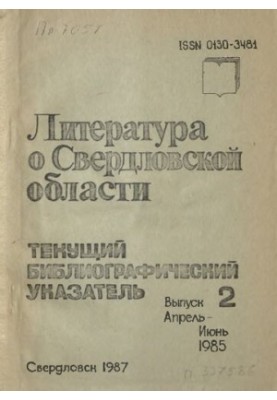 ISSN 0130-3481
Литература
о Свердловской
области
ТЕКУЩИЙ
БИБЛИОГРАФИЧЕСКИЙ
УКАЗАТЕЛЬ
Выпуск 2
Апрель-
Июнь
1985
Свердловск 1987